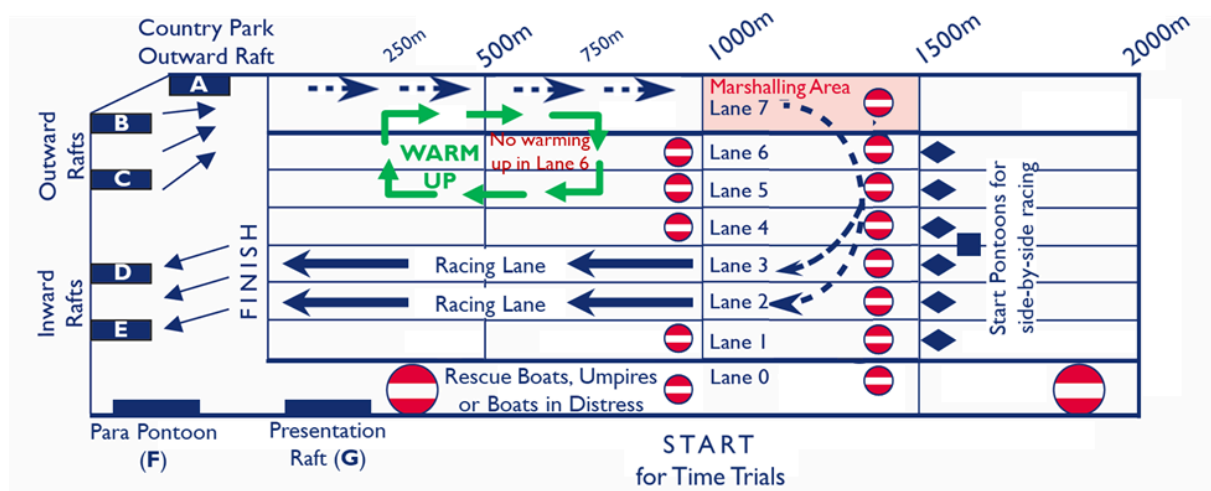 Country Park
Outward Raft
250m
500m
750m
1000m
1500m
2000m
A
B
C
Outward
Rafts
Marshalling Area
Lane 7
No warming
up in Lane 6
WARM
UP
Lane 6
Lane 5
Lane 4
Lane 3
Lane 2
Lane 1
Lane 0
Racing Lane
Racing Lane
Start Pontoons for
side-by-side racing
FINISH
Inward
Rafts
D
E
Rescue Boats, Umpires
or Boats in Distress
Para Pontoon
(F)
Presentation
Raft (G)
START
for Time Trials